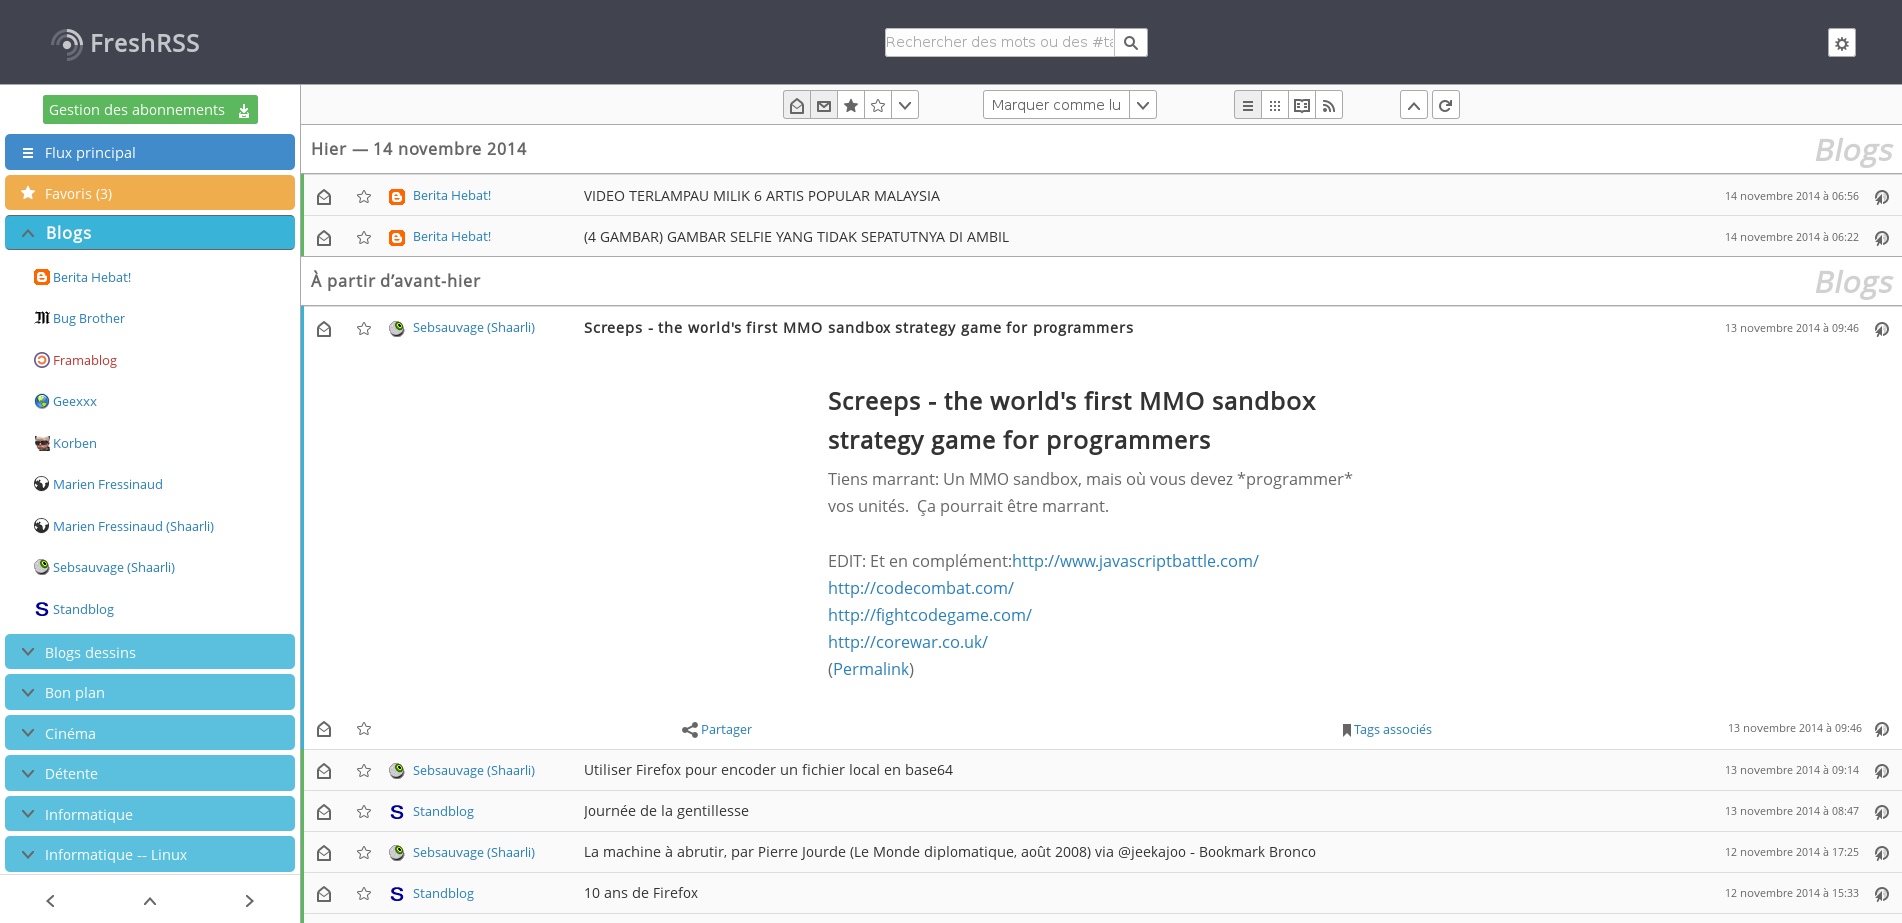 FreshRSS
Rechercher des mots ou des #ta
Gestion des abonnements
Marquer comme lu
Flux principal
Favoris (3)
Blogs
Berita Hebat!
Bug Brother
Framablog
Geexxx
Korben
Marien Fressinaud
Marien Fressinaud (Shaarli)
Sebsauvage (Shaarli)
Standblog
Blogs dessins
Bon plan
Cinéma
Détente
Informatique
Informatique -- Linux
Hier — 14 novembre 2014
Blogs
Berita Hebat! VIDEO TERLAMPAU MILIK 6 ARTIS POPULAR MALAYSIA 14 novembre 2014 à 06:56
Berita Hebat! (4 GAMBAR) GAMBAR SELFIE YANG TIDAK SEPATUTNYA DI AMBIL 14 novembre 2014 à 06:22
À partir d’avant-hier
Blogs
Sebsauvage (Shaarli) Screeps - the world's first MMO sandbox strategy game for programmers 13 novembre 2014 à 09:46
Screeps - the world's first MMO sandbox
strategy game for programmers
Tiens marrant: Un MMO sandbox, mais où vous devez *programmer*
vos unités.  Ça pourrait être marrant.
EDIT: Et en complément:http://www.javascriptbattle.com/
http://codecombat.com/
http://fightcodegame.com/
http://corewar.co.uk/
(Permalink)
Partager Tags associés 13 novembre 2014 à 09:46
Sebsauvage (Shaarli) Utiliser Firefox pour encoder un fichier local en base64 13 novembre 2014 à 09:14
Standblog Journée de la gentillesse 13 novembre 2014 à 08:47
Sebsauvage (Shaarli) La machine à abrutir, par Pierre Jourde (Le Monde diplomatique, août 2008) via @jeekajoo - Bookmark Bronco 12 novembre 2014 à 17:25
Standblog 10 ans de Firefox 12 novembre 2014 à 15:33